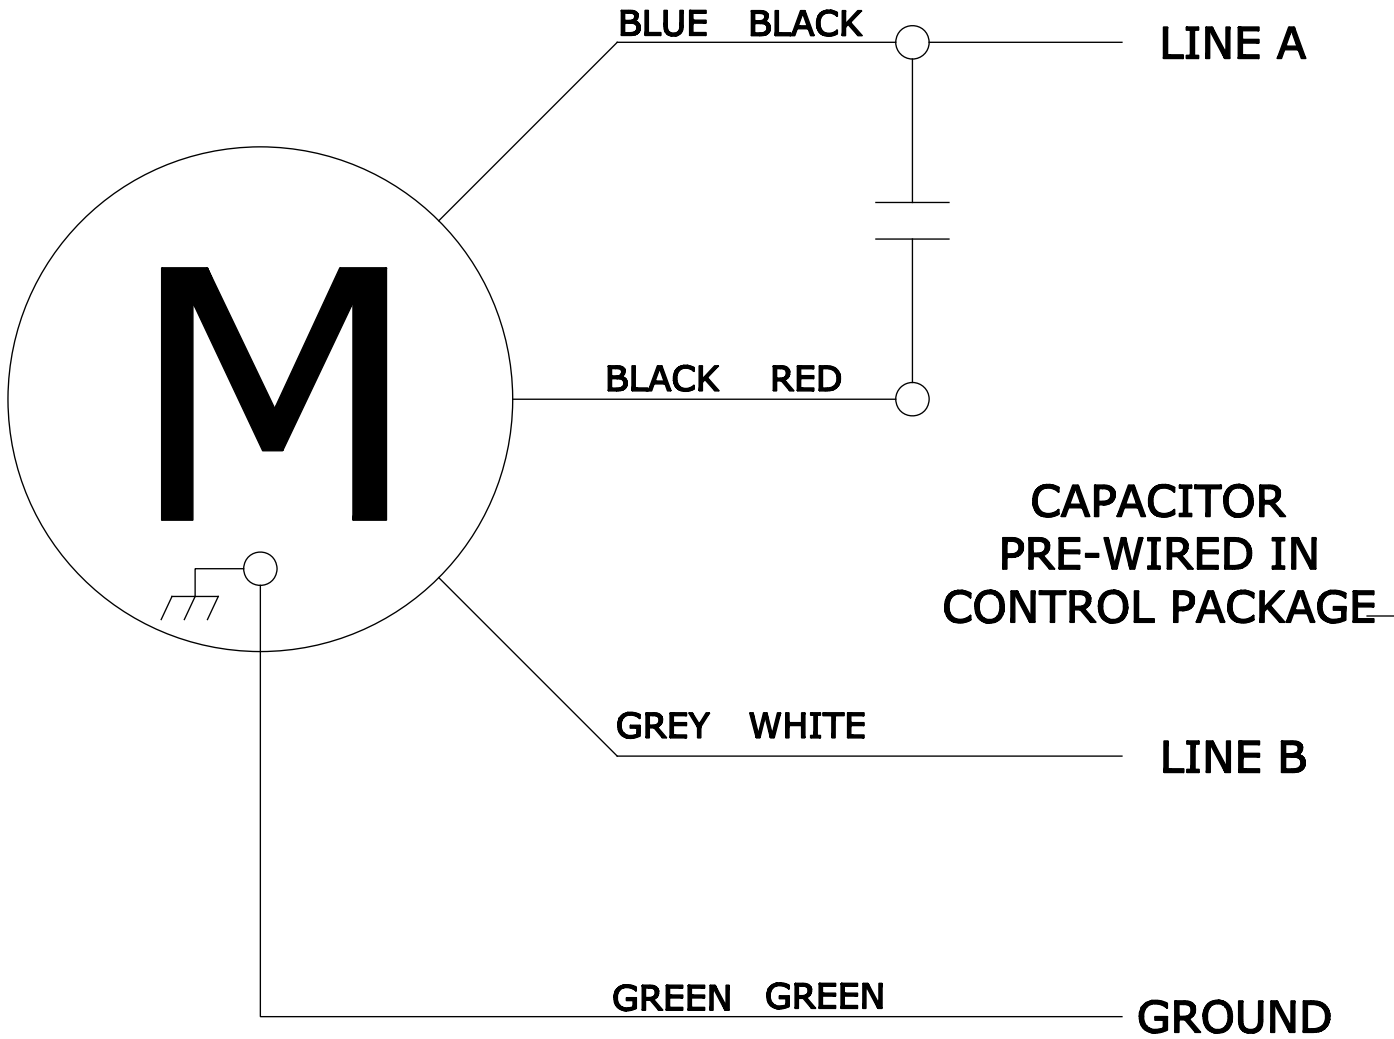 BLUE BLACK
LINE A
M
BLACK RED
CAPACITOR
PRE-WIRED IN
CONTROL PACKAGE
GREY WHITE
LINE B
GREEN GREEN
GROUND